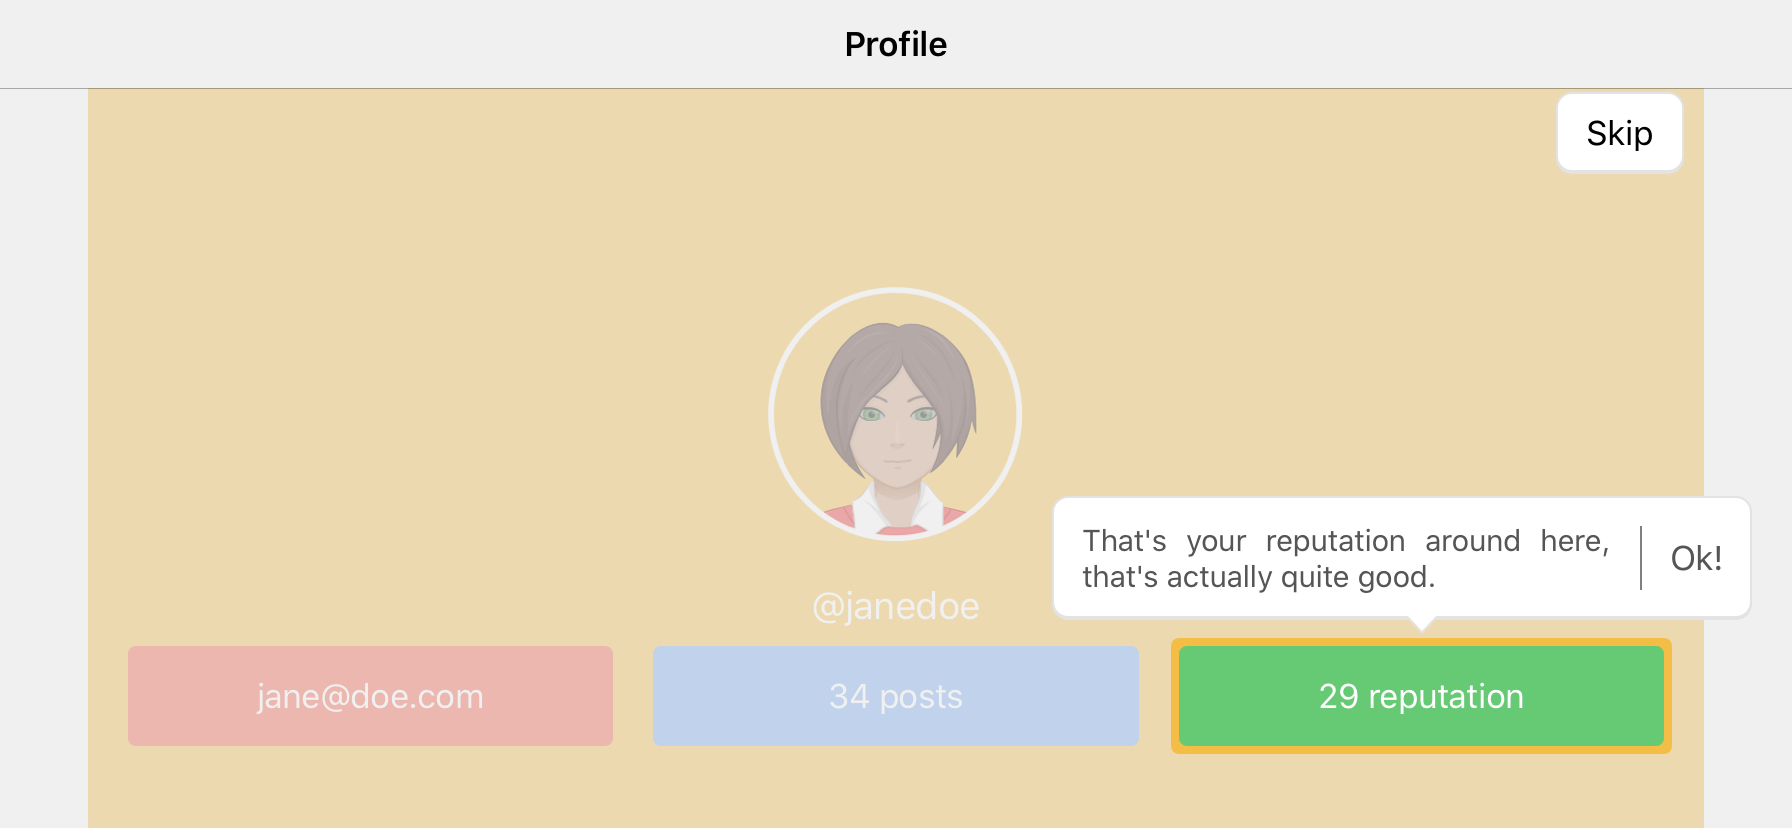 Profile
Skip
That's your reputation around here,
that's actually quite good.
Ok!
@janedoe
jane@doe.com
34 posts
29 reputation